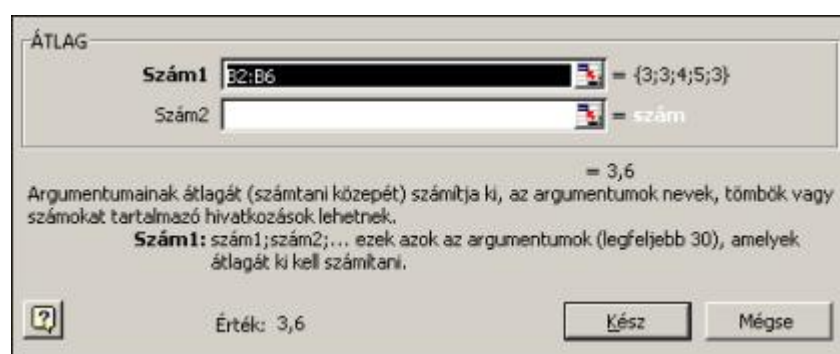 ÁTLAG
Szám1 B2:B6 = {3;3;4;5;3}
Szám2 = szám
= 3,6
Argumentumainak átlagát (számtani közepét) számítja ki, az argumentumok nevek, tömbök vagy
számokat tartalmazó hivatkozások lehetnek.
Szám1: szám1;szám2;... ezek azok az argumentumok (legfeljebb 30), amelyek
átlagát ki kell számítani.
? Érték: 3,6 Kész Mégse